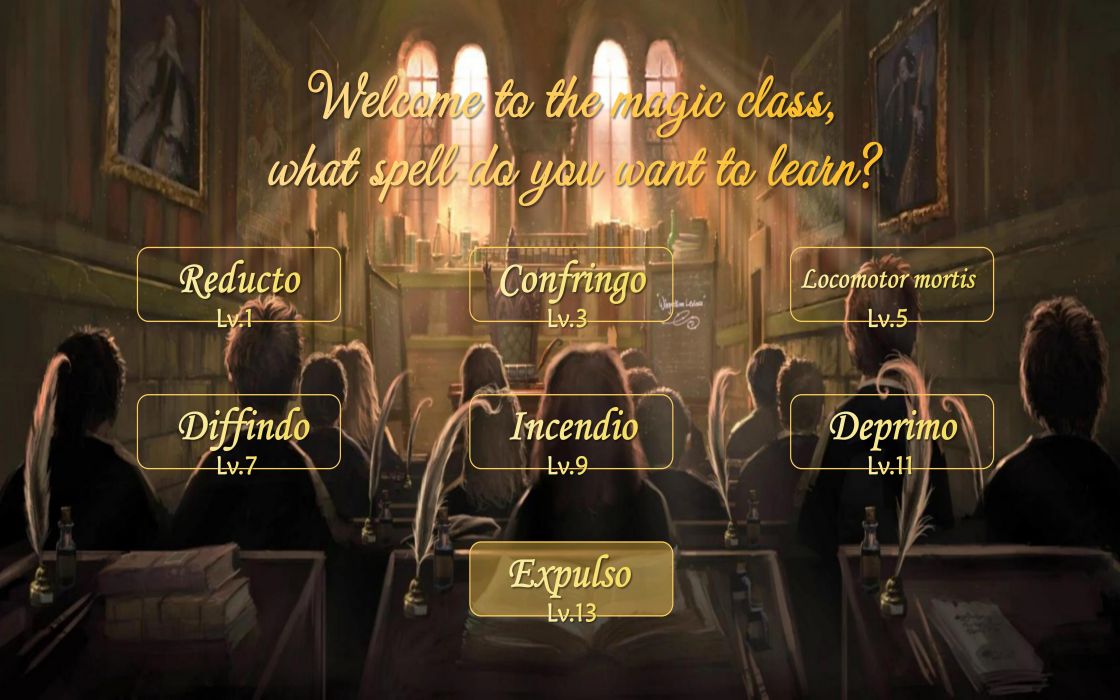 Welcome to the magic class,
what spell do you want to learn?
Reducto
Lv.1
Confringo
Lv.3
Locomotor mortis
Lv.5
Diffindo
Lv.7
Incendio
Lv.9
Deprimo
Lv.11
Expulso
Lv.13